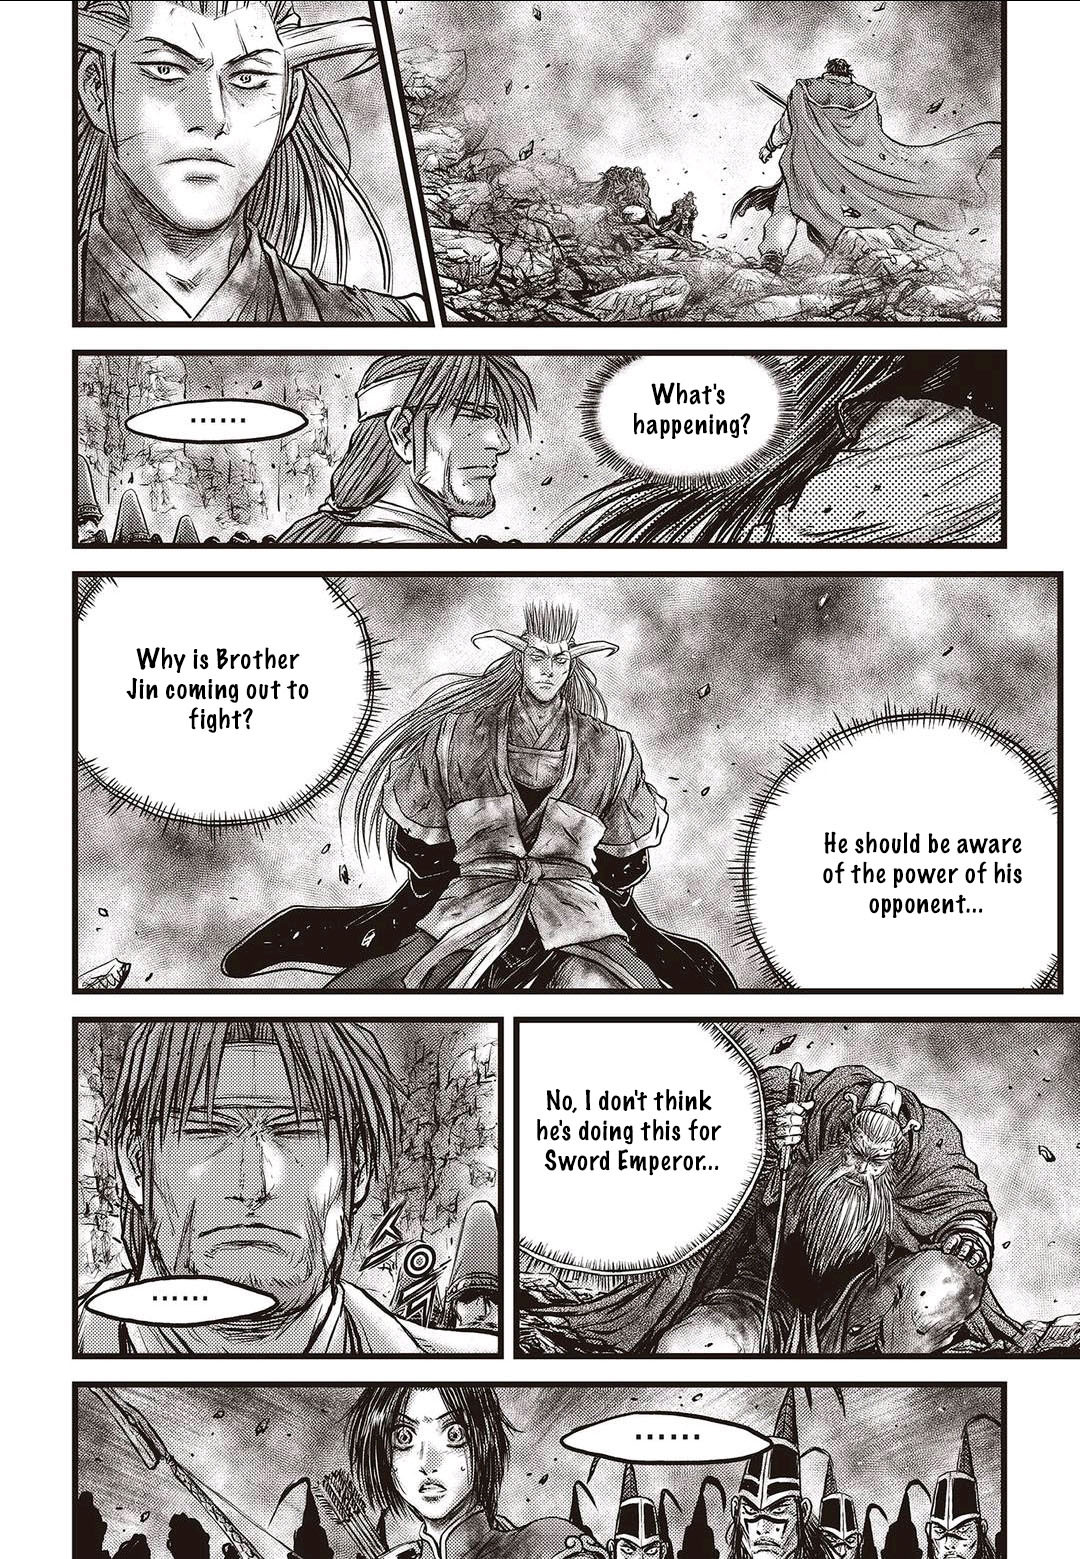 ......
What's
happening?
Why is Brother
Jin coming out to
fight?
He should be aware
of the power of his
opponent...
......
No, I don't think
he's doing this for
Sword Emperor...
......